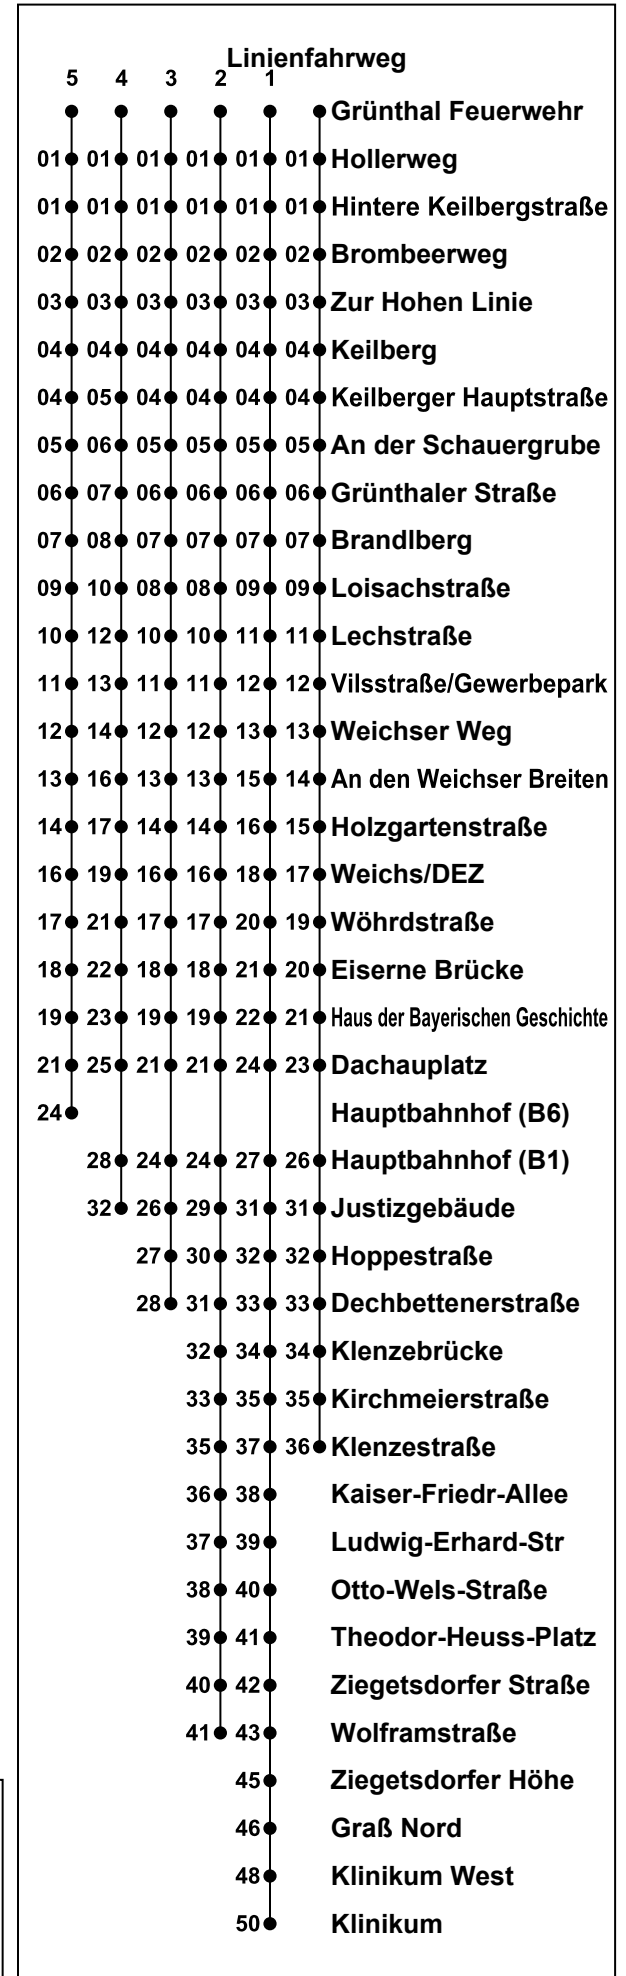 Linienfahrweg
5 4 3 2 1
Grünthal Feuerwehr
01 01 01 01 01 01 Hollerweg
01 01 01 01 01 01 Hintere Keilbergstraße
02 02 02 02 02 02 Brombeerweg
03 03 03 03 03 03 Zur Hohen Linie
04 04 04 04 04 04 Keilberg
04 05 04 04 04 04 Keilberger Hauptstraße
05 06 05 05 05 05 An der Schauergrube
06 07 06 06 06 06 Grünthaler Straße
07 08 07 07 07 07 Brandlberg
09 10 08 08 09 09 Loisachstraße
10 12 10 10 11 11 Lechstraße
11 13 11 11 12 12 Vilsstraße/Gewerbepark
12 14 12 12 13 13 Weichser Weg
13 16 13 13 15 14 An den Weichser Breiten
14 17 14 14 16 15 Holzgartenstraße
16 19 16 16 18 17 Weichs/DEZ
17 21 17 17 20 19 Wöhrdstraße
18 22 18 18 21 20 Eiserne Brücke
19 23 19 19 22 21 Haus der Bayerischen Geschichte
21 25 21 21 24 23 Dachauplatz
24 Hauptbahnhof (B6)
28 24 24 27 26 Hauptbahnhof (B1)
32 26 29 31 31 Justizgebäude
27 30 32 32 Hoppestraße
28 31 33 33 Dechbettenerstraße
32 34 34 Klenzebrücke
33 35 35 Kirchmeierstraße
35 37 36 Klenzestraße
36 38 Kaiser-Friedr-Allee
37 39 Ludwig-Erhard-Str
38 40 Otto-Wels-Straße
39 41 Theodor-Heuss-Platz
40 42 Ziegetsdorfer Straße
41 43 Wolframstraße
45 Ziegetsdorfer Höhe
46 Graß Nord
48 Klinikum West
50 Klinikum